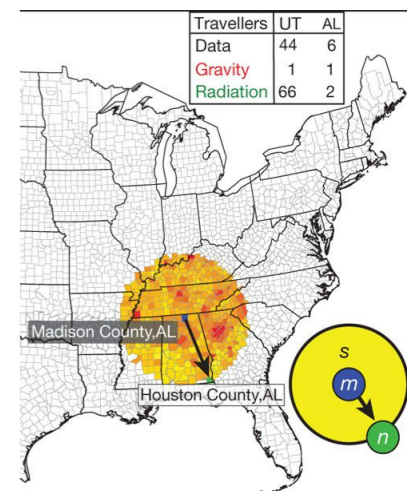 Travellers UT AL
Data 44 6
Gravity 1 1
Radiation 66 2
Madison County,AL
Houston County,AL
s
m
n